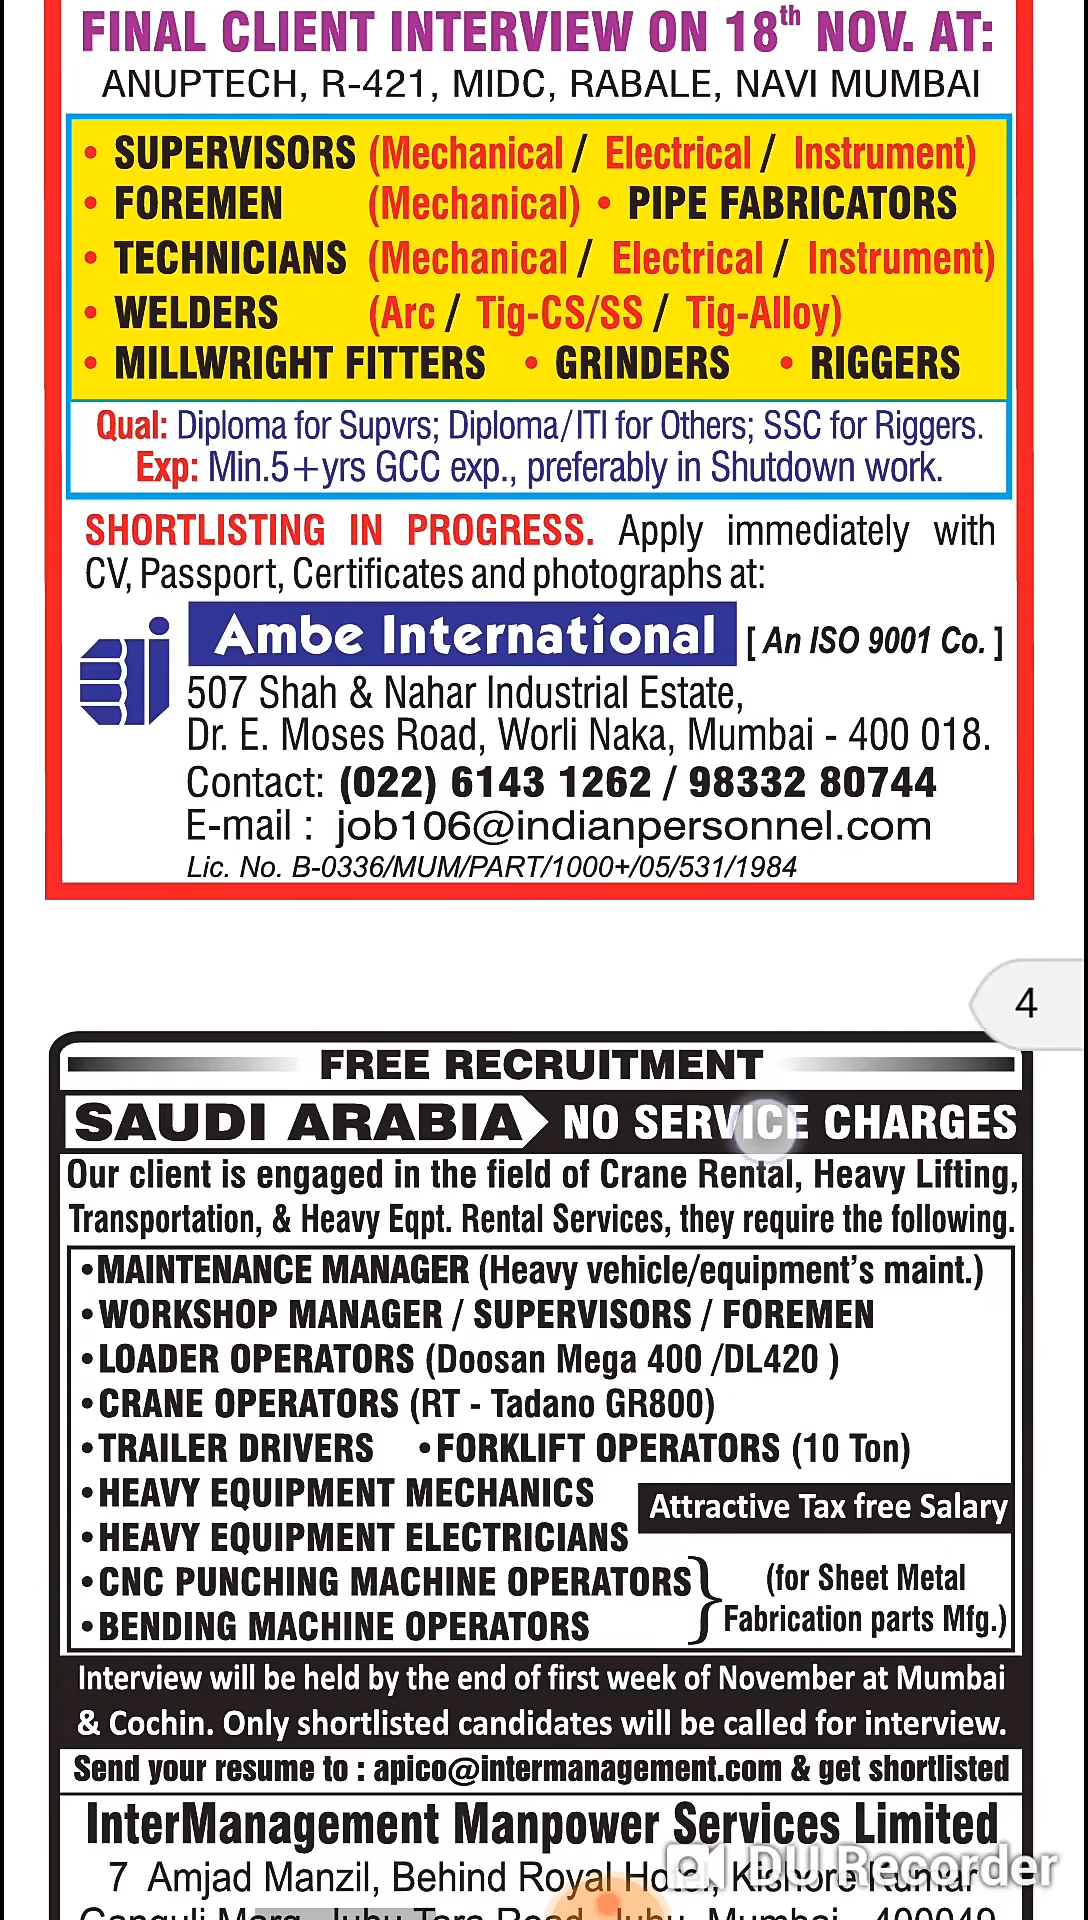 FINAL CLIENT INTERVIEW ON 18th NOV. AT:
ANUPTECH, R-421, MIDC, RABALE, NAVI MUMBAI
• SUPERVISORS (Mechanical / Electrical / Instrument)
• FOREMEN (Mechanical) • PIPE FABRICATORS
• TECHNICIANS (Mechanical / Electrical / Instrument)
• WELDERS (Arc / Tig-CS/SS / Tig-Alloy)
• MILLWRIGHT FITTERS • GRINDERS • RIGGERS
Qual: Diploma for Supvrs; Diploma/ITI for Others; SSC for Riggers.
Exp: Min.5+yrs GCC exp., preferably in Shutdown work.
SHORTLISTING IN PROGRESS. Apply immediately with
CV, Passport, Certificates and photographs at:
Ambe International [ An ISO 9001 Co. ]
507 Shah & Nahar Industrial Estate,
Dr. E. Moses Road, Worli Naka, Mumbai - 400 018.
Contact: (022) 6143 1262 / 98332 80744
E-mail : job106@indianpersonnel.com
Lic. No. B-0336/MUM/PART/1000+/05/531/1984
4
FREE RECRUITMENT
SAUDI ARABIA NO SERVICE CHARGES
Our client is engaged in the field of Crane Rental, Heavy Lifting,
Transportation, & Heavy Eqpt. Rental Services, they require the following.
•MAINTENANCE MANAGER (Heavy vehicle/equipment's maint.)
•WORKSHOP MANAGER / SUPERVISORS / FOREMEN
•LOADER OPERATORS (Doosan Mega 400 /DL420 )
•CRANE OPERATORS (RT - Tadano GR800)
•TRAILER DRIVERS •FORKLIFT OPERATORS (10 Ton)
•HEAVY EQUIPMENT MECHANICS
Attractive Tax free Salary
•HEAVY EQUIPMENT ELECTRICIANS
•CNC PUNCHING MACHINE OPERATORS
•BENDING MACHINE OPERATORS
(for Sheet Metal
Fabrication parts Mfg.)
Interview will be held by the end of first week of November at Mumbai
& Cochin. Only shortlisted candidates will be called for interview.
Send your resume to : apico@intermanagement.com & get shortlisted
InterManagement Manpower Services Limited
7 Amjad Manzil, Behind Royal Hotel, Kishore Kumar
DU Recorder
Ganguli Marg, Juhu Tara Road, Juhu, Mumbai - 400049